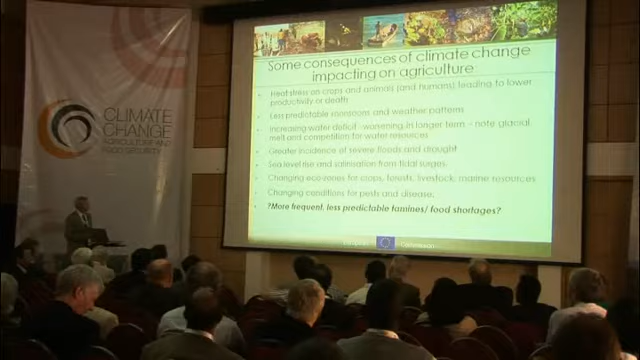 CLIMATE
CHANGE
AGRICULTURE AND
FOOD SECURITY
Some consequences of climate change
impacting on agriculture
Heat stress on crops and animals (and humans) leading to lower
productivity or death
Less predictable monsoons and weather patterns
Increasing water deficit - worsening in longer term - note glacial
melt and competition for water resources
Greater incidence of severe floods and drought
Sea level rise and salinisation from tidal surges
Changing eco-zones for crops, forests, livestock, marine resources
Changing conditions for pests and disease.
?More frequent, less predictable famines/ food shortages?
European Commission